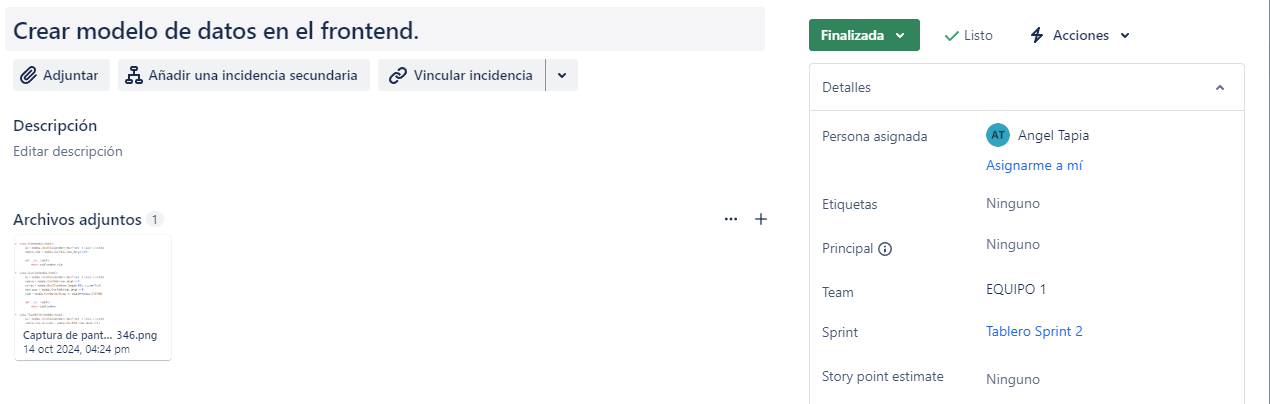 Crear modelo de datos en el frontend.
Adjuntar
Añadir una incidencia secundaria
Vincular incidencia
Descripción
Editar descripción
Archivos adjuntos 1
Captura de pant... 346.png
14 oct 2024, 04:24 pm
Finalizada
Listo
Acciones
Detalles
Persona asignada
AT Angel Tapia
Asignarme a mí
Etiquetas Ninguno
Principal Ninguno
Team EQUIPO 1
Sprint Tablero Sprint 2
Story point estimate Ninguno